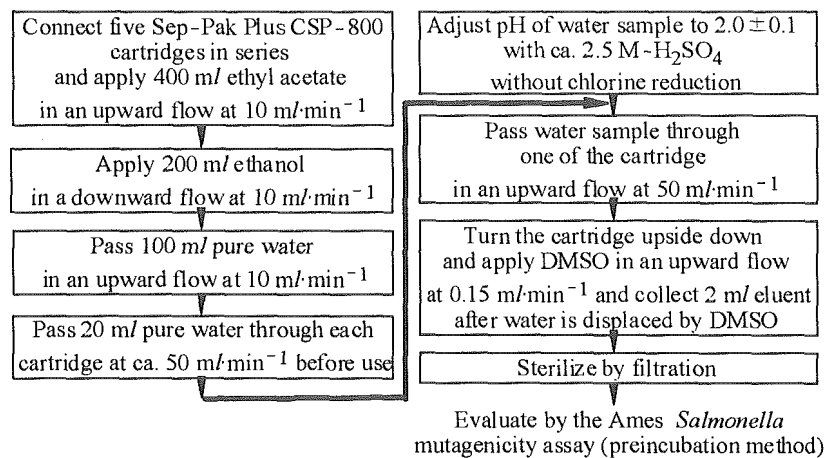 Connect five Sep-Pak Plus CSP-800
cartridges in series
and apply 400 ml ethyl acetate
in an upward flow at 10 ml·min⁻¹
Apply 200 ml ethanol
in a downward flow at 10 ml·min⁻¹
Pass 100 ml pure water
in an upward flow at 10 ml·min⁻¹
Pass 20 ml pure water through each
cartridge at ca. 50 ml·min⁻¹ before use
Adjust pH of water sample to 2.0±0.1
with ca. 2.5 M-H₂SO₄
without chlorine reduction
Pass water sample through
one of the cartridge
in an upward flow at 50 ml·min⁻¹
Turn the cartridge upside down
and apply DMSO in an upward flow
at 0.15 ml·min⁻¹ and collect 2 ml eluent
after water is displaced by DMSO
Sterilize by filtration
Evaluate by the Ames Salmonella
mutagenicity assay (preincubation method)